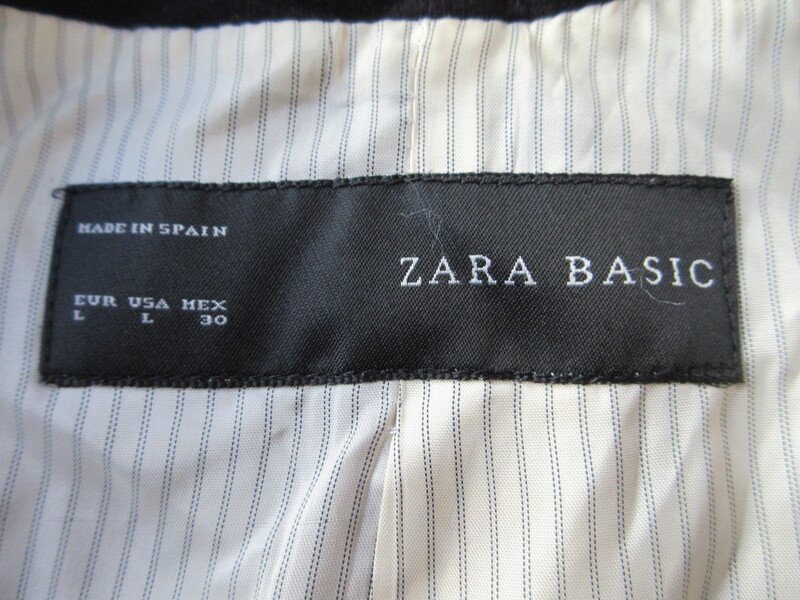 MADE IN SPAIN
ZARA BASIC
EUR USA MEX
L L 30